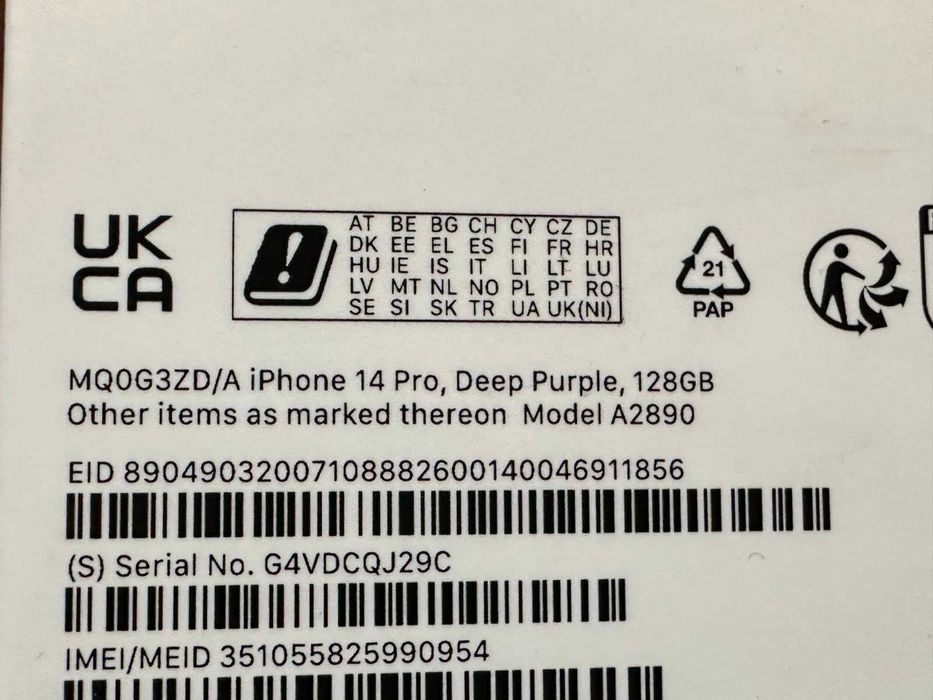 UK
CA
AT BE BG CH CY CZ DE
DK EE EL ES FI FR HR
HU IE IS IT LI LT LU
LV MT NL NO PL PT RO
SE SI SK TR UA UK(NI)
21
PAP
MQ0G3ZD/A iPhone 14 Pro, Deep Purple, 128GB
Other items as marked thereon Model A2890
EID 89049032007108882600140046911856
(S) Serial No. G4VDCQJ29C
IMEI/MEID 351055825990954